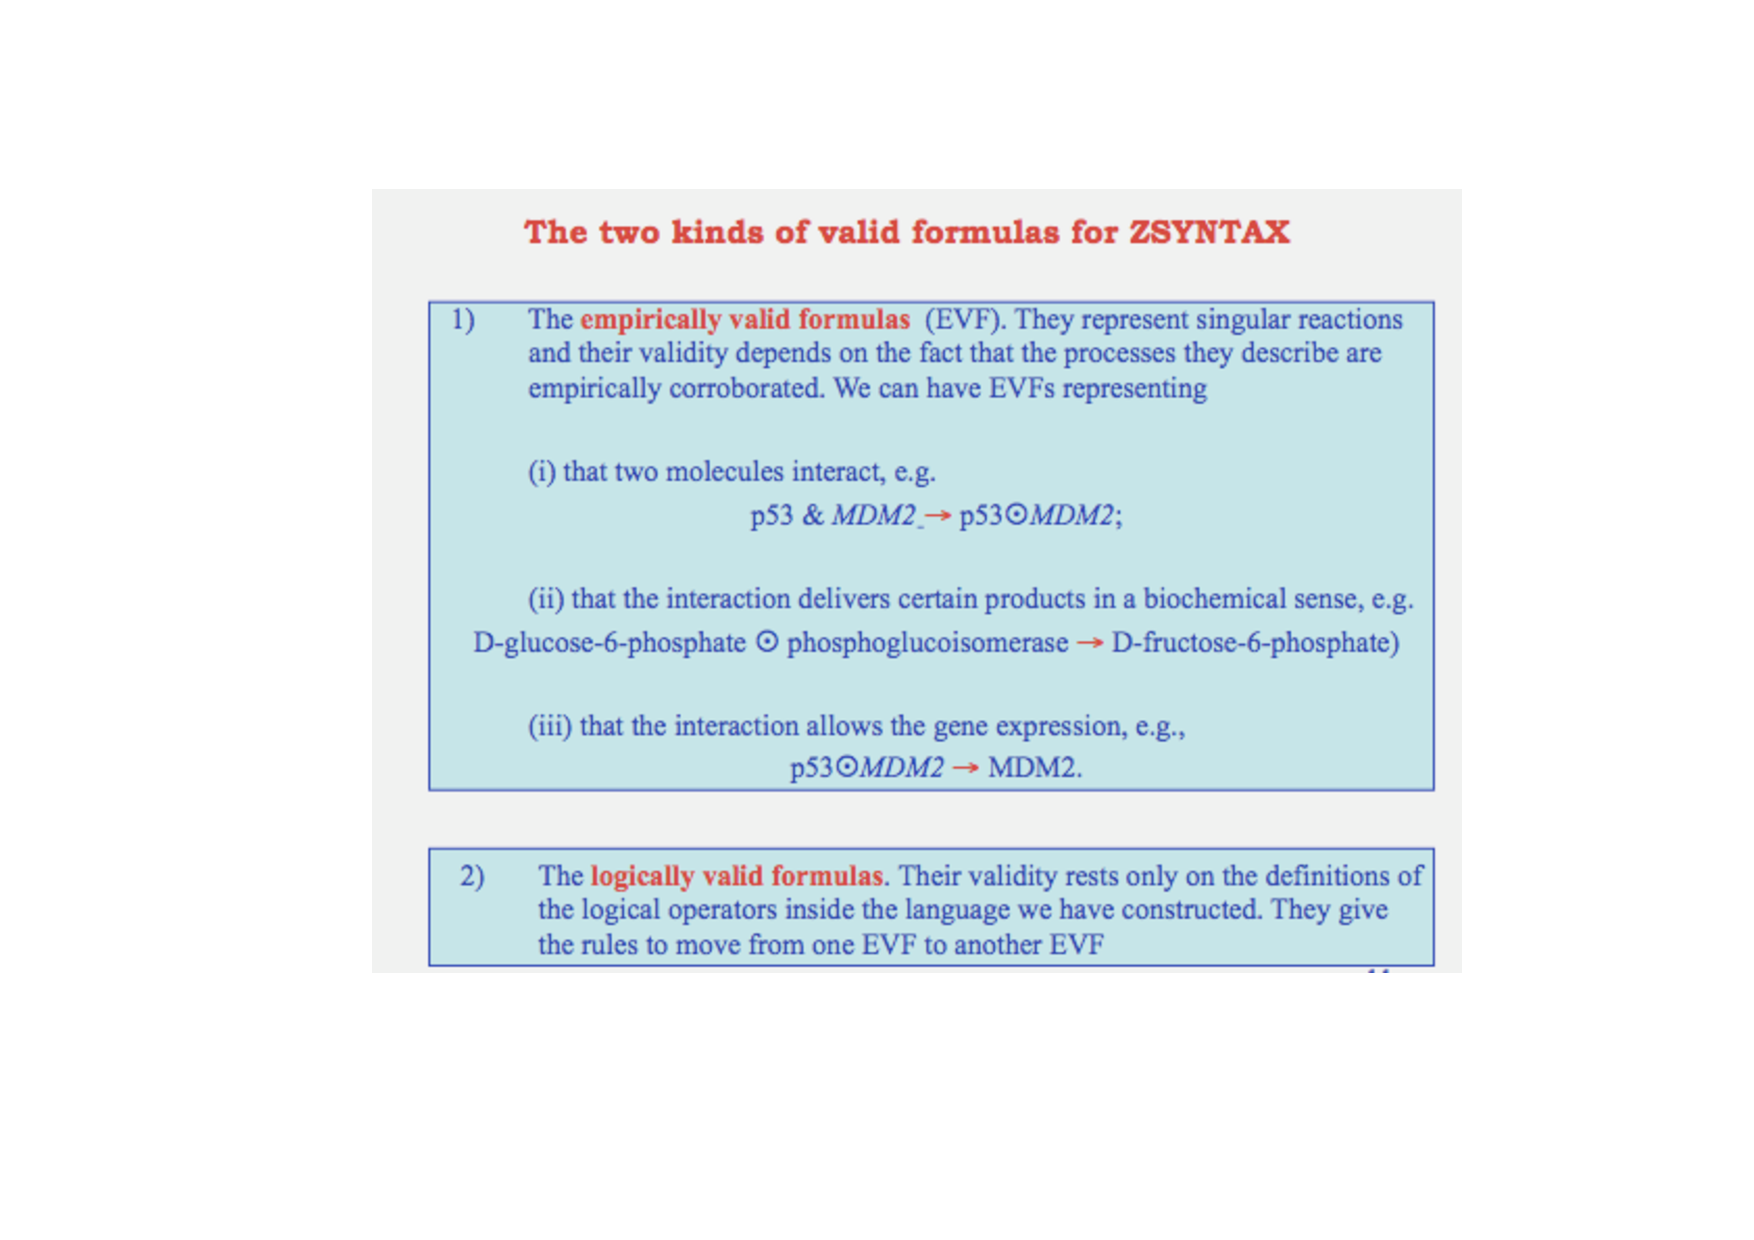 The two kinds of valid formulas for ZSYNTAX
1) The empirically valid formulas (EVF). They represent singular reactions
and their validity depends on the fact that the processes they describe are
empirically corroborated. We can have EVFs representing
(i) that two molecules interact, e.g.
p53 & MDM2 → p53⊙MDM2;
(ii) that the interaction delivers certain products in a biochemical sense, e.g.
D-glucose-6-phosphate ⊙ phosphoglucoisomerase → D-fructose-6-phosphate)
(iii) that the interaction allows the gene expression, e.g.,
p53⊙MDM2 → MDM2.
2) The logically valid formulas. Their validity rests only on the definitions of
the logical operators inside the language we have constructed. They give
the rules to move from one EVF to another EVF